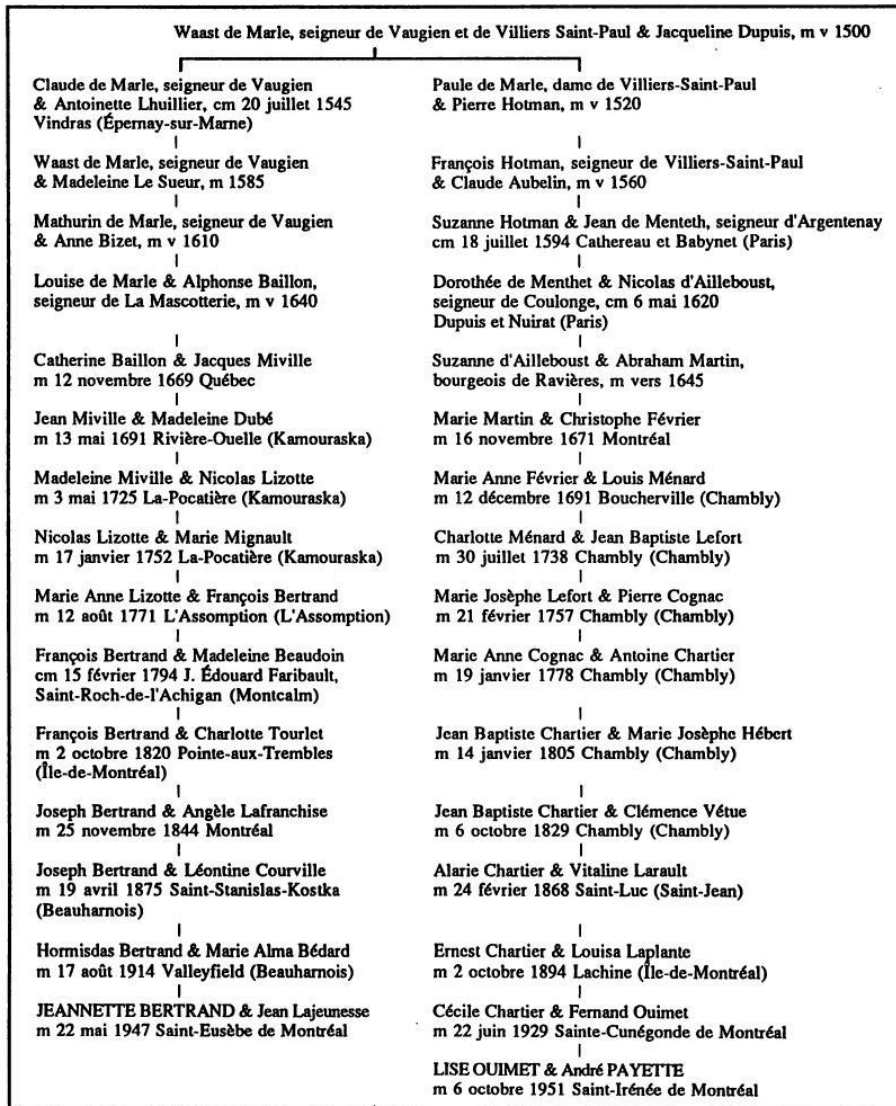 Waast de Marle, seigneur de Vaugien et de Villiers Saint-Paul & Jacqueline Dupuis, m v 1500
Claude de Marle, seigneur de Vaugien
& Antoinette Lhuillier, cm 20 juillet 1545
Vindras (Épernay-sur-Marne)
Waast de Marle, seigneur de Vaugien
& Madeleine Le Sueur, m 1585
Mathurin de Marle, seigneur de Vaugien
& Anne Bizet, m v 1610
Louise de Marle & Alphonse Baillon,
seigneur de La Mascotterie, m v 1640
Catherine Baillon & Jacques Miville
m 12 novembre 1669 Québec
Jean Miville & Madeleine Dubé
m 13 mai 1691 Rivière-Ouelle (Kamouraska)
Madeleine Miville & Nicolas Lizotte
m 3 mai 1725 La-Pocatière (Kamouraska)
Nicolas Lizotte & Marie Mignault
m 17 janvier 1752 La-Pocatière (Kamouraska)
Marie Anne Lizotte & François Bertrand
m 12 août 1771 L'Assomption (L'Assomption)
François Bertrand & Madeleine Beaudoin
cm 15 février 1794 J. Édouard Faribault,
Saint-Roch-de-l'Achigan (Montcalm)
François Bertrand & Charlotte Tourlet
m 2 octobre 1820 Pointe-aux-Trembles
(Île-de-Montréal)
Joseph Bertrand & Angèle Lafranchise
m 25 novembre 1844 Montréal
Joseph Bertrand & Léontine Courville
m 19 avril 1875 Saint-Stanislas-Kostka
(Beauharnois)
Hormisdas Bertrand & Marie Alma Bédard
m 17 août 1914 Valleyfield (Beauharnois)
JEANNETTE BERTRAND & Jean Lajeunesse
m 22 mai 1947 Saint-Eusèbe de Montréal
Paule de Marle, dame de Villiers-Saint-Paul
& Pierre Hotman, m v 1520
François Hotman, seigneur de Villiers-Saint-Paul
& Claude Aubelin, m v 1560
Suzanne Hotman & Jean de Menteth, seigneur d'Argentenay
cm 18 juillet 1594 Cathereau et Babynet (Paris)
Dorothée de Menthet & Nicolas d'Ailleboust,
seigneur de Coulonge, cm 6 mai 1620
Dupuis et Nuirat (Paris)
Suzanne d'Ailleboust & Abraham Martin,
bourgeois de Ravières, m vers 1645
Marie Martin & Christophe Février
m 16 novembre 1671 Montréal
Marie Anne Février & Louis Ménard
m 12 décembre 1691 Boucherville (Chambly)
Charlotte Ménard & Jean Baptiste Lefort
m 30 juillet 1738 Chambly (Chambly)
Marie Josèphe Lefort & Pierre Cognac
m 21 février 1757 Chambly (Chambly)
Marie Anne Cognac & Antoine Chartier
m 19 janvier 1778 Chambly (Chambly)
Jean Baptiste Chartier & Marie Josèphe Hébert
m 14 janvier 1805 Chambly (Chambly)
Jean Baptiste Chartier & Clémence Vétue
m 6 octobre 1829 Chambly (Chambly)
Alarie Chartier & Vitaline Larault
m 24 février 1868 Saint-Luc (Saint-Jean)
Ernest Chartier & Louisa Laplante
m 2 octobre 1894 Lachine (Île-de-Montréal)
Cécile Chartier & Fernand Ouimet
m 22 juin 1929 Sainte-Cunégonde de Montréal
LISE OUIMET & André PAYETTE
m 6 octobre 1951 Saint-Irénée de Montréal